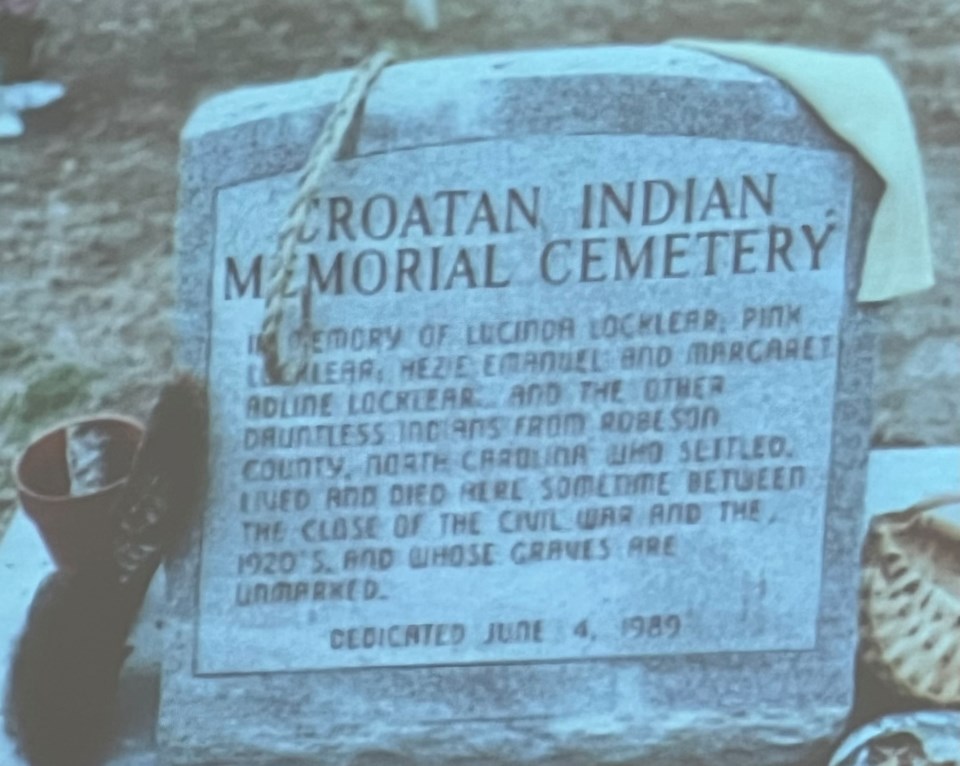 CROATAN INDIAN
MEMORIAL CEMETERY
IN MEMORY OF LUCINDA LOCKLEAR, PINK
LOCKLEAR, HEZIE EMANUEL AND MARGARET
ADLINE LOCKLEAR, AND THE OTHER
DAUNTLESS INDIANS FROM ROBESON
COUNTY, NORTH CAROLINA WHO SETTLED,
LIVED AND DIED HERE SOMETIME BETWEEN
THE CLOSE OF THE CIVIL WAR AND THE
1920'S, AND WHOSE GRAVES ARE
UNMARKED.
DEDICATED JUNE 4, 1989